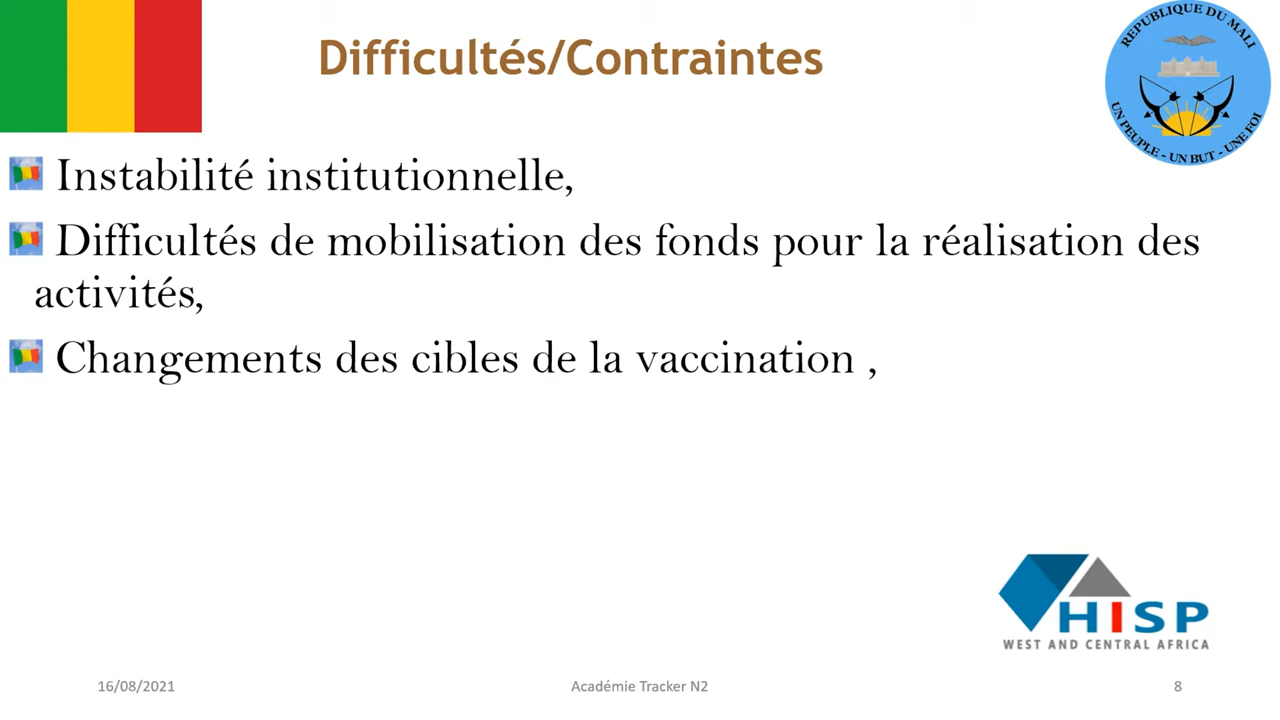 Difficultés/Contraintes
REPUBLIQUE DU MALI
UN PEUPLE - UN BUT - UNE FOI
Instabilité institutionnelle,
Difficultés de mobilisation des fonds pour la réalisation des
activités,
Changements des cibles de la vaccination ,
HISP
WEST AND CENTRAL AFRICA
16/08/2021
Académie Tracker N2
8